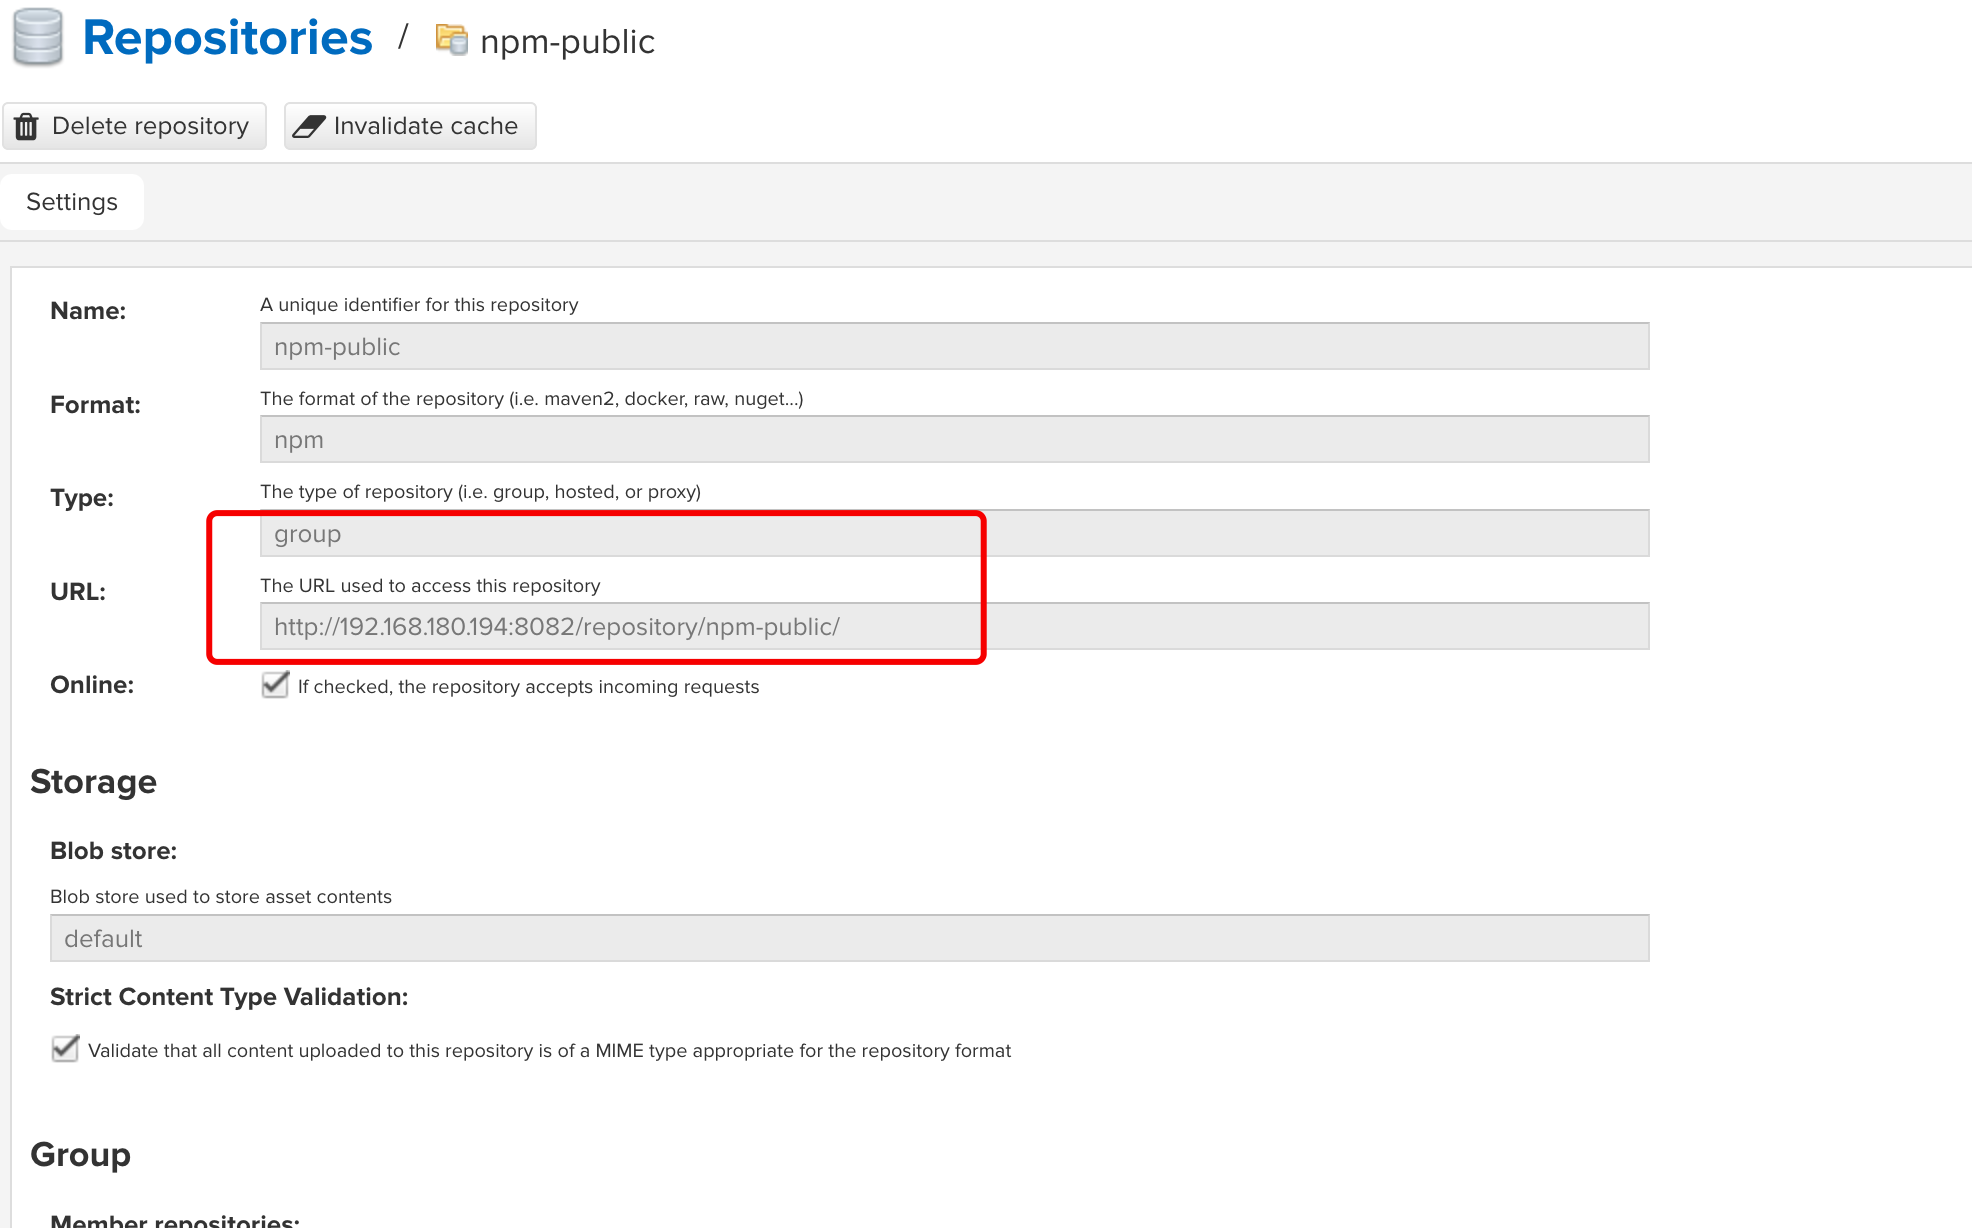 Repositories / npm-public
Delete repository Invalidate cache
Settings
Name: A unique identifier for this repository
npm-public
Format: The format of the repository (i.e. maven2, docker, raw, nuget...)
npm
Type: The type of repository (i.e. group, hosted, or proxy)
group
URL: The URL used to access this repository
http://192.168.180.194:8082/repository/npm-public/
Online: If checked, the repository accepts incoming requests
Storage
Blob store:
Blob store used to store asset contents
default
Strict Content Type Validation:
Validate that all content uploaded to this repository is of a MIME type appropriate for the repository format
Group
Member repositories: